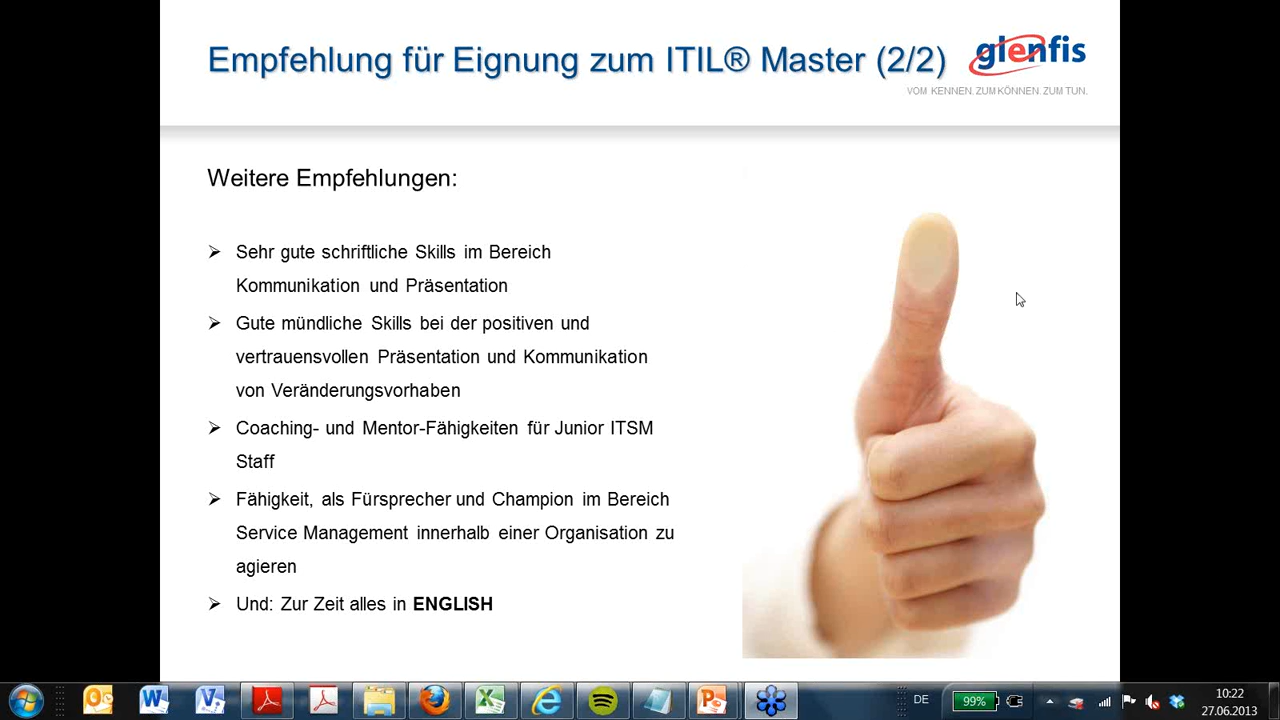 Empfehlung für Eignung zum ITIL® Master (2/2)
glenfis
VOM KENNEN. ZUM KÖNNEN. ZUM TUN.
Weitere Empfehlungen:
Sehr gute schriftliche Skills im Bereich
Kommunikation und Präsentation
Gute mündliche Skills bei der positiven und
vertrauensvollen Präsentation und Kommunikation
von Veränderungsvorhaben
Coaching- und Mentor-Fähigkeiten für Junior ITSM
Staff
Fähigkeit, als Fürsprecher und Champion im Bereich
Service Management innerhalb einer Organisation zu
agieren
Und: Zur Zeit alles in ENGLISH
DE
99%
10:22
27.06.2013